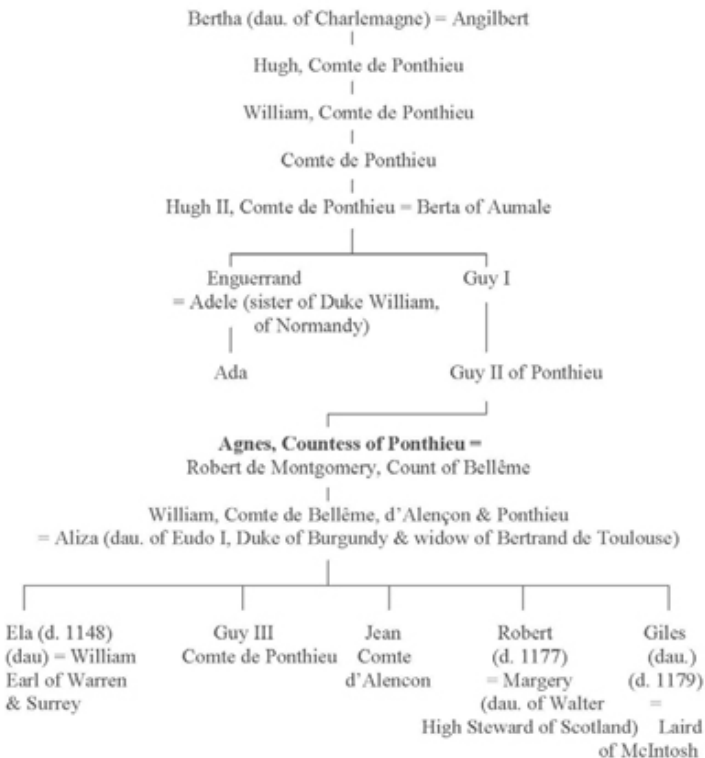 Bertha (dau. of Charlemagne) = Angilbert
Hugh, Comte de Ponthieu
William, Comte de Ponthieu
Comte de Ponthieu
Hugh II, Comte de Ponthieu = Berta of Aumale
Enguerrand
= Adele (sister of Duke William,
of Normandy)
Guy I
Ada
Guy II of Ponthieu
Agnes, Countess of Ponthieu =
Robert de Montgomery, Count of Bellême
William, Comte de Bellême, d'Alençon & Ponthieu
= Aliza (dau. of Eudo I, Duke of Burgundy & widow of Bertrand de Toulouse)
Ela (d. 1148)
(dau) = William
Earl of Warren
& Surrey
Guy III
Comte de Ponthieu
Jean
Comte
d'Alencon
Robert
(d. 1177)
= Margery
(dau. of Walter
High Steward of Scotland)
Giles
(dau.)
(d. 1179)
=
Laird
of McIntosh